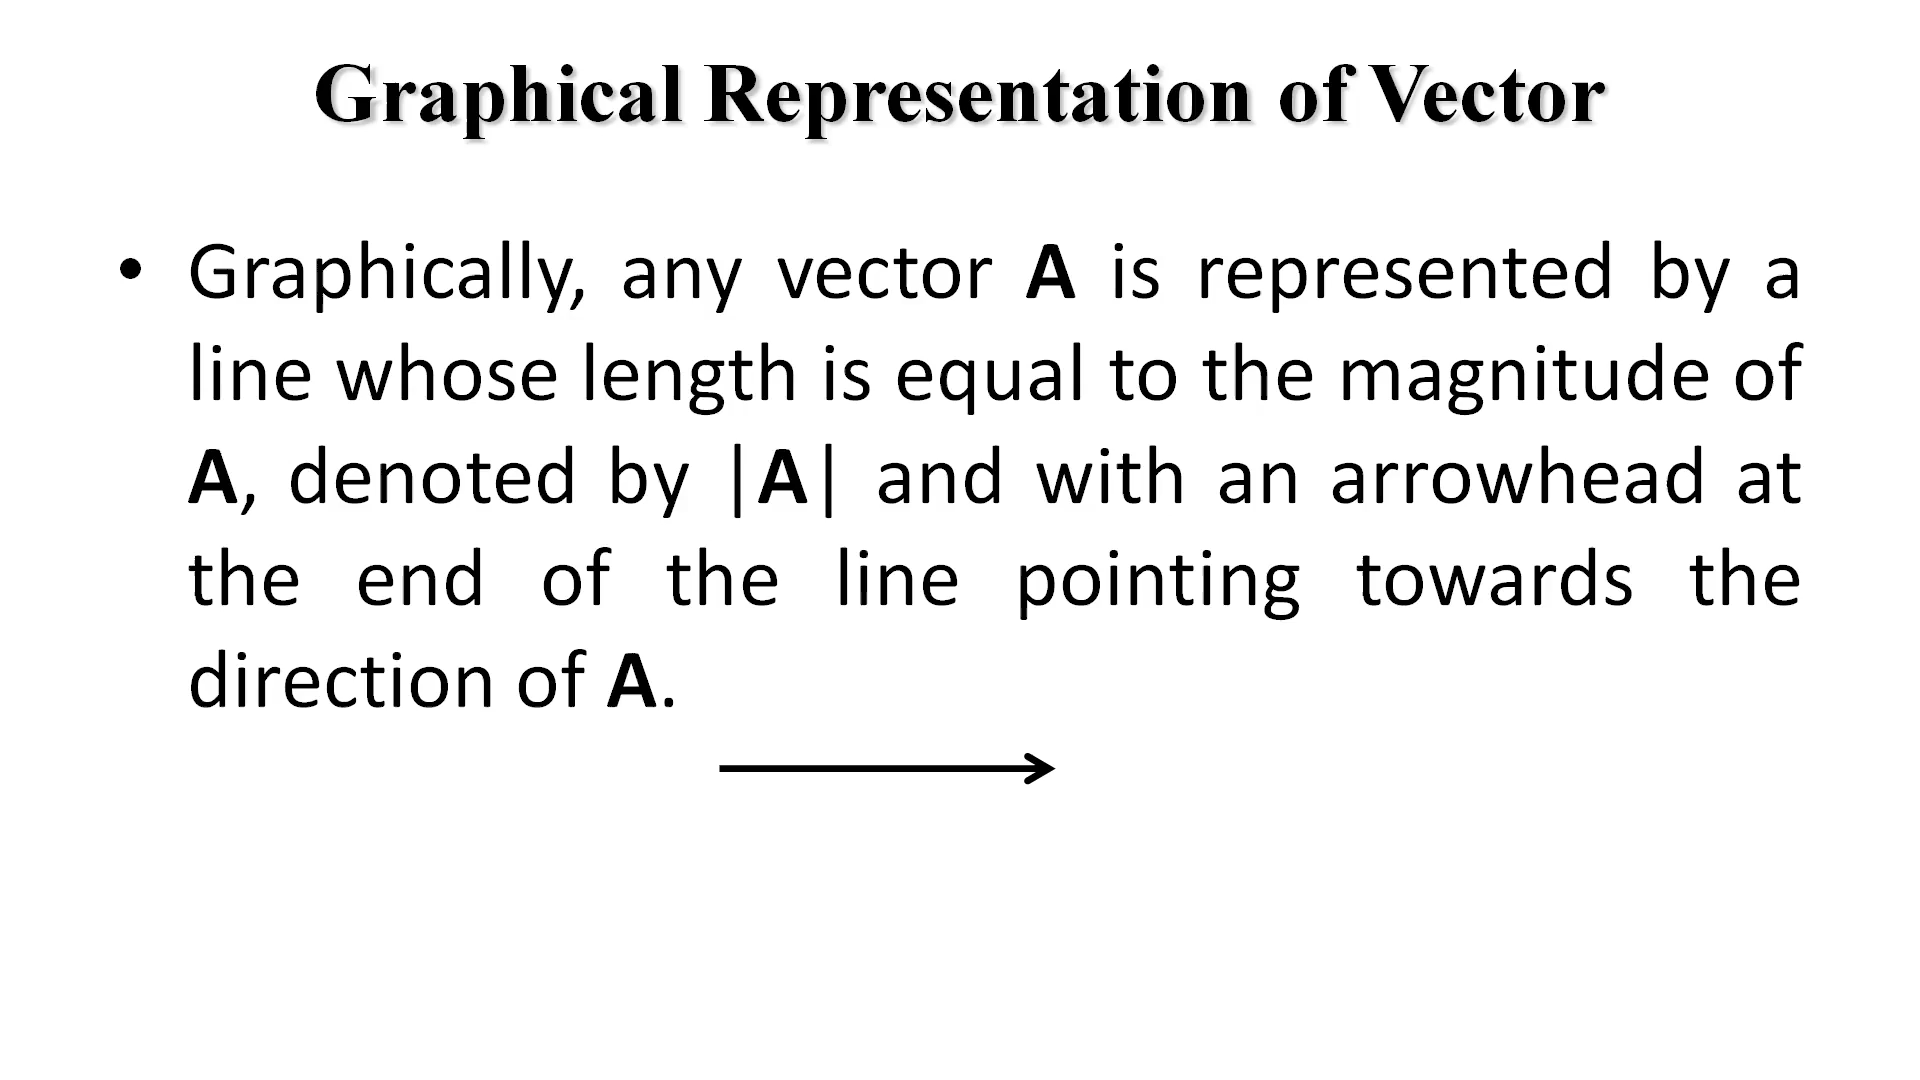 Graphical Representation of Vector
• Graphically, any vector A is represented by a
line whose length is equal to the magnitude of
A, denoted by |A| and with an arrowhead at
the end of the line pointing towards the
direction of A.